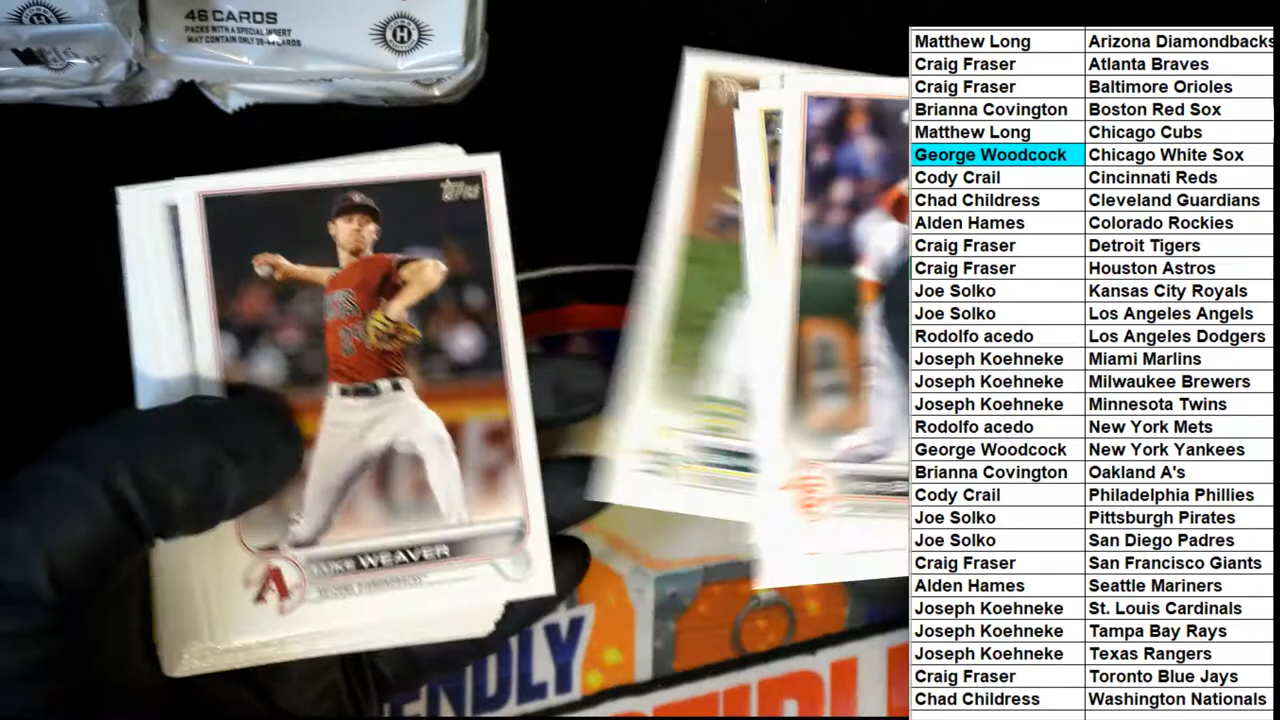 46 CARDS
PACKS WITH A SPECIAL INSERT
MAY CONTAIN ONLY 39-44 CARDS
TOPPS
LUKE WEAVER
A
ENDLY
Matthew Long Arizona Diamondbacks
Craig Fraser Atlanta Braves
Craig Fraser Baltimore Orioles
Brianna Covington Boston Red Sox
Matthew Long Chicago Cubs
George Woodcock Chicago White Sox
Cody Crail Cincinnati Reds
Chad Childress Cleveland Guardians
Alden Hames Colorado Rockies
Craig Fraser Detroit Tigers
Craig Fraser Houston Astros
Joe Solko Kansas City Royals
Joe Solko Los Angeles Angels
Rodolfo acedo Los Angeles Dodgers
Joseph Koehneke Miami Marlins
Joseph Koehneke Milwaukee Brewers
Joseph Koehneke Minnesota Twins
Rodolfo acedo New York Mets
George Woodcock New York Yankees
Brianna Covington Oakland A's
Cody Crail Philadelphia Phillies
Joe Solko Pittsburgh Pirates
Joe Solko San Diego Padres
Craig Fraser San Francisco Giants
Alden Hames Seattle Mariners
Joseph Koehneke St. Louis Cardinals
Joseph Koehneke Tampa Bay Rays
Joseph Koehneke Texas Rangers
Craig Fraser Toronto Blue Jays
Chad Childress Washington Nationals